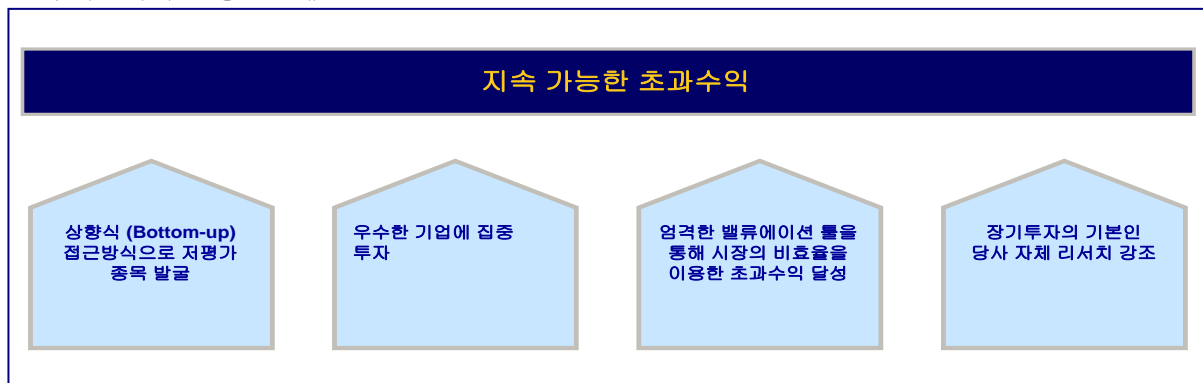 지속 가능한 초과수익
상향식 (Bottom-up)
접근방식으로 저평가
종목 발굴
우수한 기업에 집중
투자
엄격한 밸류에이션 툴을
통해 시장의 비효율을
이용한 초과수익 달성
장기투자의 기본인
당사 자체 리서치 강조